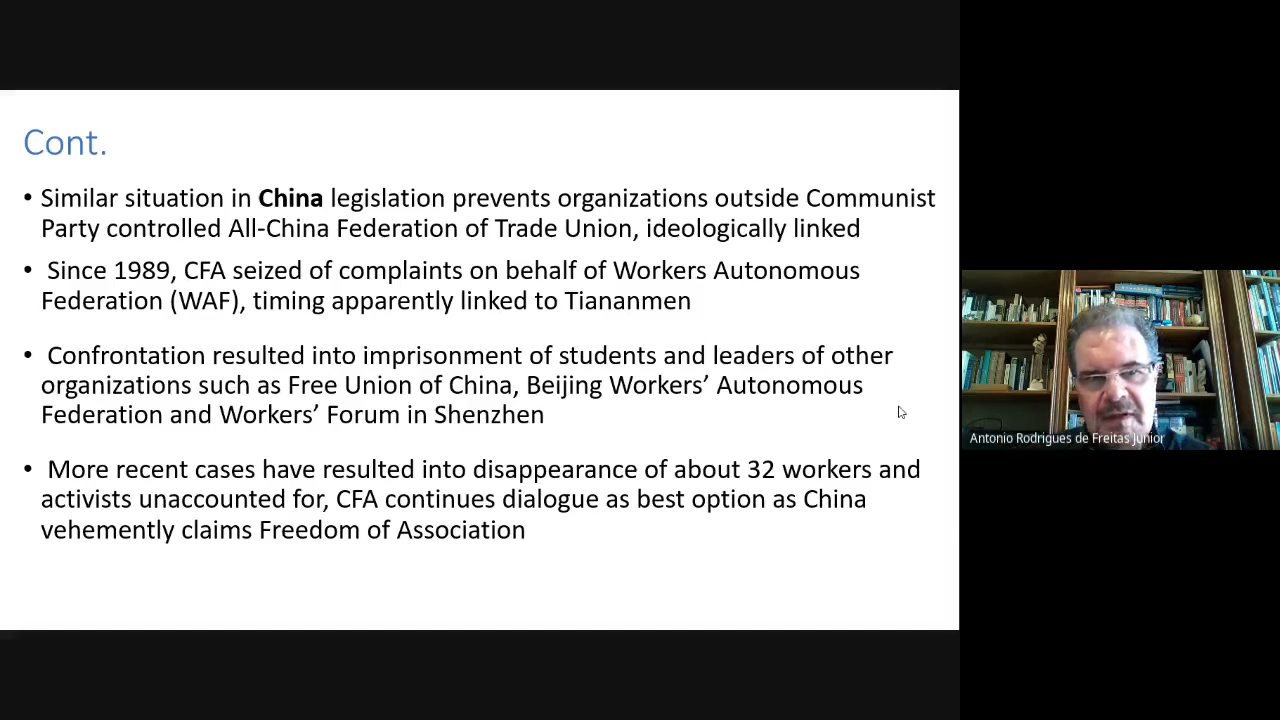 Cont.
• Similar situation in China legislation prevents organizations outside Communist
Party controlled All-China Federation of Trade Union, ideologically linked
• Since 1989, CFA seized of complaints on behalf of Workers Autonomous
Federation (WAF), timing apparently linked to Tiananmen
• Confrontation resulted into imprisonment of students and leaders of other
organizations such as Free Union of China, Beijing Workers’ Autonomous
Federation and Workers’ Forum in Shenzhen
• More recent cases have resulted into disappearance of about 32 workers and
activists unaccounted for, CFA continues dialogue as best option as China
vehemently claims Freedom of Association
Antonio Rodrigues de Freitas Junior